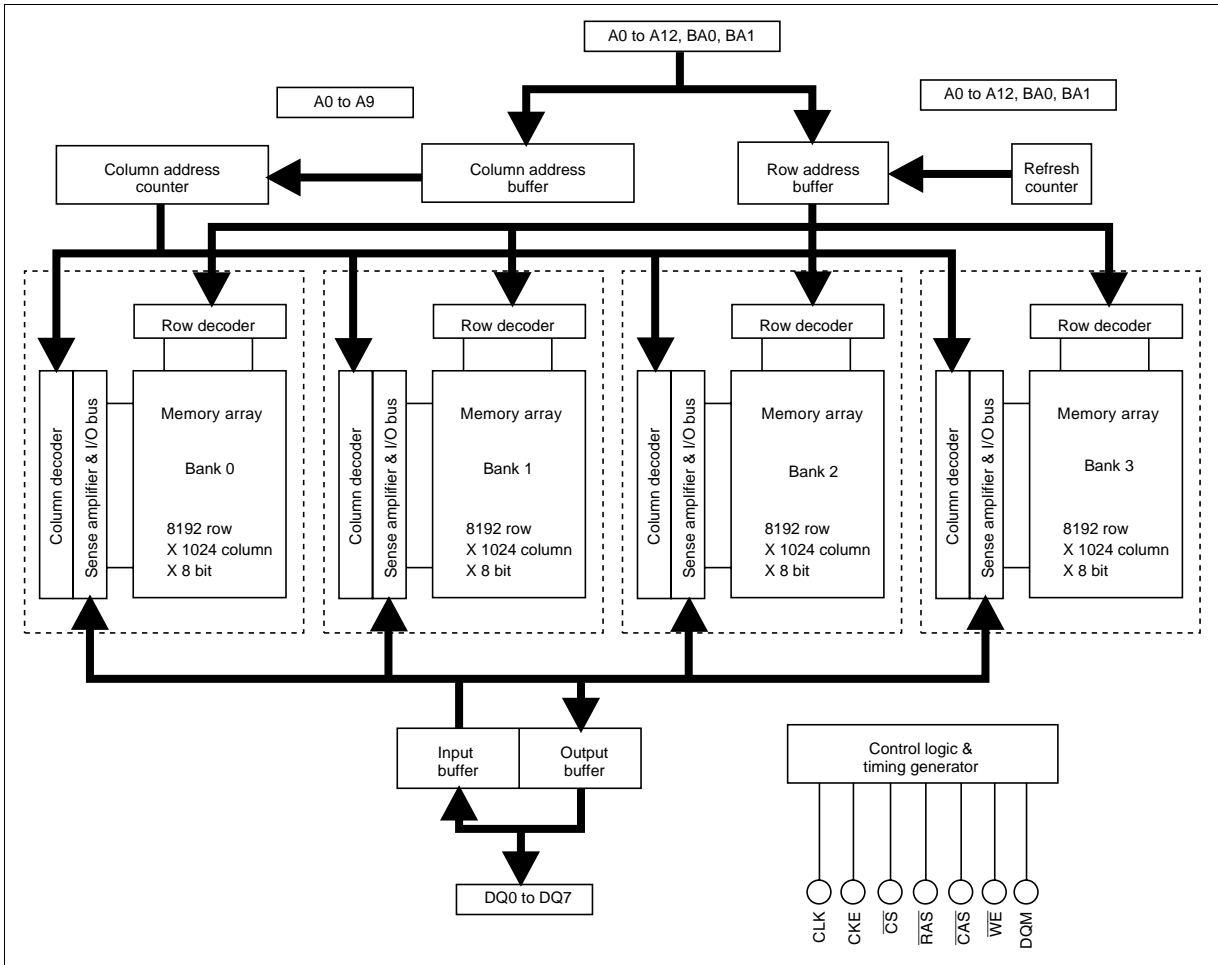 A0 to A12, BA0, BA1
A0 to A9
A0 to A12, BA0, BA1
Column address
counter
Column address
buffer
Row address
buffer
Refresh
counter
Row decoder
Row decoder
Row decoder
Row decoder
Column decoder
Sense amplifier & I/O bus
Memory array
Bank 0
8192 row
X 1024 column
X 8 bit
Column decoder
Sense amplifier & I/O bus
Memory array
Bank 1
8192 row
X 1024 column
X 8 bit
Column decoder
Sense amplifier & I/O bus
Memory array
Bank 2
8192 row
X 1024 column
X 8 bit
Column decoder
Sense amplifier & I/O bus
Memory array
Bank 3
8192 row
X 1024 column
X 8 bit
Input
buffer
Output
buffer
Control logic &
timing generator
DQ0 to DQ7
CLK
CKE
C̅S̅
R̅A̅S̅
C̅A̅S̅
W̅E̅
DQM